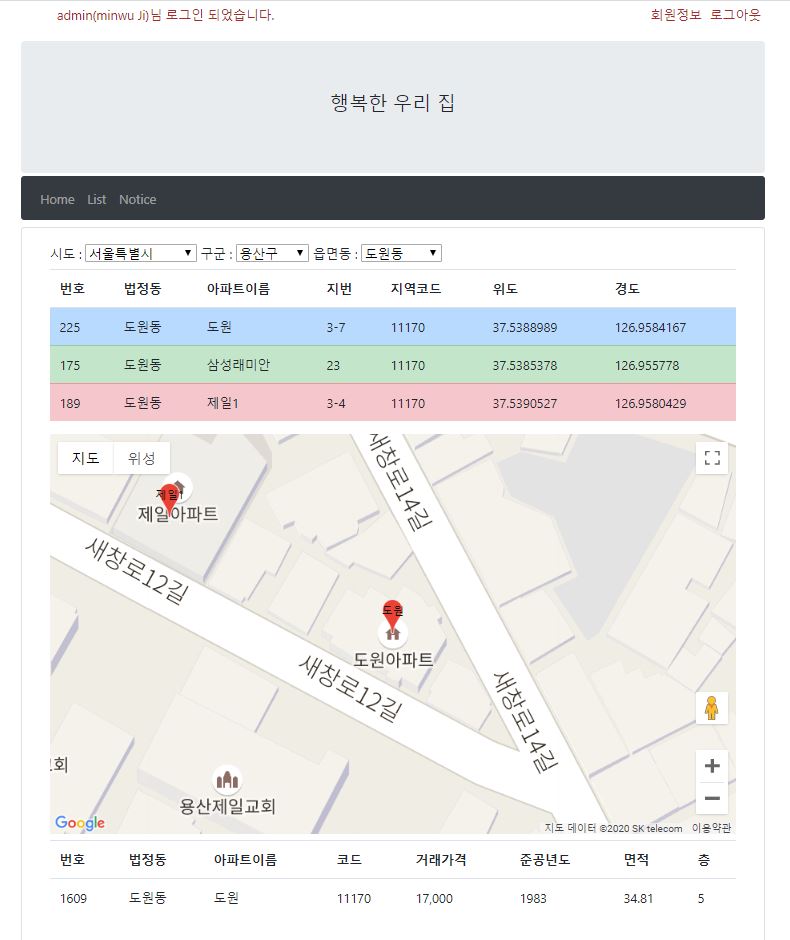 admin(minwu Ji)님 로그인 되었습니다. 회원정보 로그아웃
행복한 우리 집
Home List Notice
시도 : 서울특별시 구군 : 용산구 읍면동 : 도원동
번호 법정동 아파트이름 지번 지역코드 위도 경도
225 도원동 도원 3-7 11170 37.5388989 126.9584167
175 도원동 삼성래미안 23 11170 37.5385378 126.955778
189 도원동 제일1 3-4 11170 37.5390527 126.9580429
지도 위성
새창로14길
제일1
제일아파트
새창로12길
도원
도원아파트
새창로12길
새창로14길
교회
용산제일교회
Google
지도 데이터 ©2020 SK telecom 이용약관
번호 법정동 아파트이름 코드 거래가격 준공년도 면적 층
1609 도원동 도원 11170 17,000 1983 34.81 5